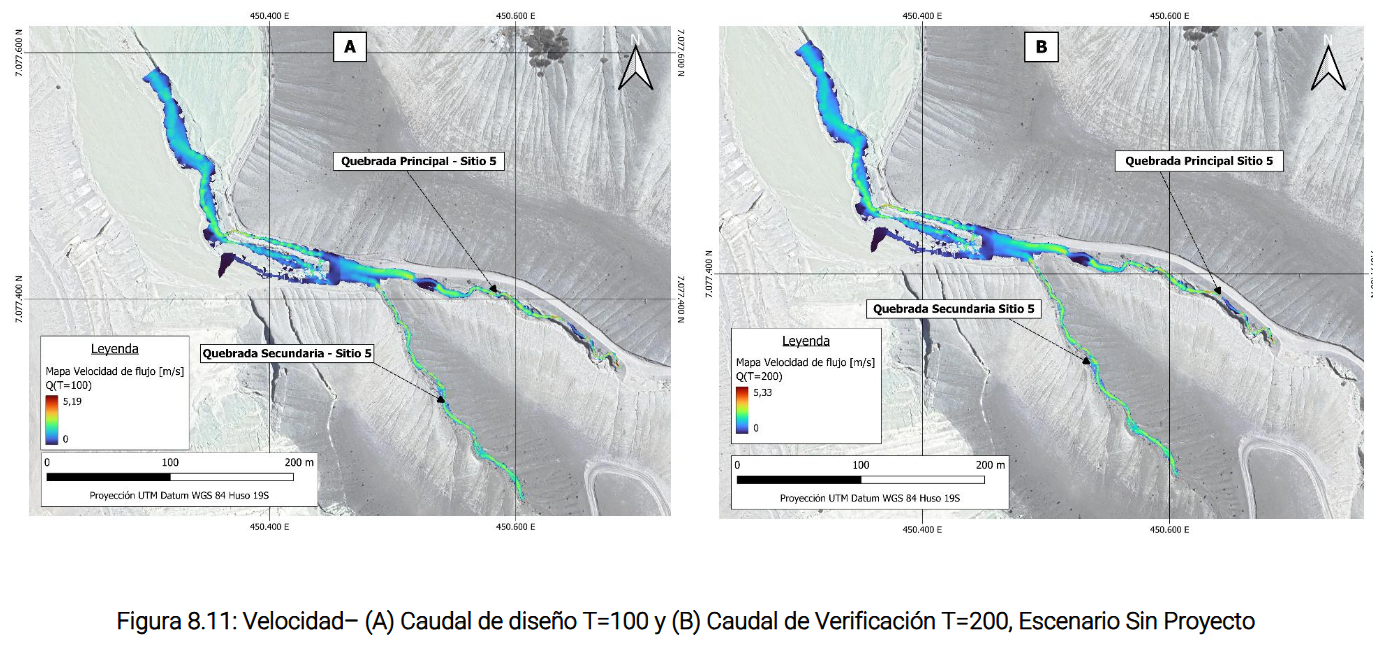 450.400 E
450.600 E
450.400 E
450.600 E
A
N
7.077.600 N
7.077.600 N
Quebrada Principal - Sitio 5
7.077.400 N
7.077.400 N
Quebrada Secundaria - Sitio 5
Leyenda
Mapa Velocidad de flujo [m/s]
Q(T=100)
5,19
0
0 100 200 m
Proyección UTM Datum WGS 84 Huso 19S
450.400 E
450.600 E
B
N
Quebrada Principal Sitio 5
7.077.400 N
Quebrada Secundaria Sitio 5
Leyenda
Mapa Velocidad de flujo [m/s]
Q(T=200)
5,33
0
0 100 200 m
Proyección UTM Datum WGS 84 Huso 19S
450.400 E
450.600 E
Figura 8.11: Velocidad– (A) Caudal de diseño T=100 y (B) Caudal de Verificación T=200, Escenario Sin Proyecto